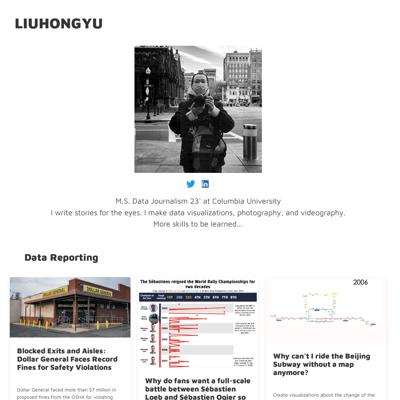 LIUHONGYU
M.S. Data Journalism 23' at Columbia University
I write stories for the eyes. I make data visualizations, photography, and videography.
More skills to be learned...
Data Reporting
DOLLAR GENERAL
The Sébastiens reigned the World Rally Championships for
two decades
2006
Blocked Exits and Aisles:
Dollar General Faces Record
Fines for Safety Violations
Dollar General faced more than $7 million in
proposed fines from the OSHA for violating
Why do fans want a full-scale
battle between Sébastien
Loeb and Sébastien Ogier so
Why can't I ride the Beijing
Subway without a map
anymore?
Create visualizations about the change of the